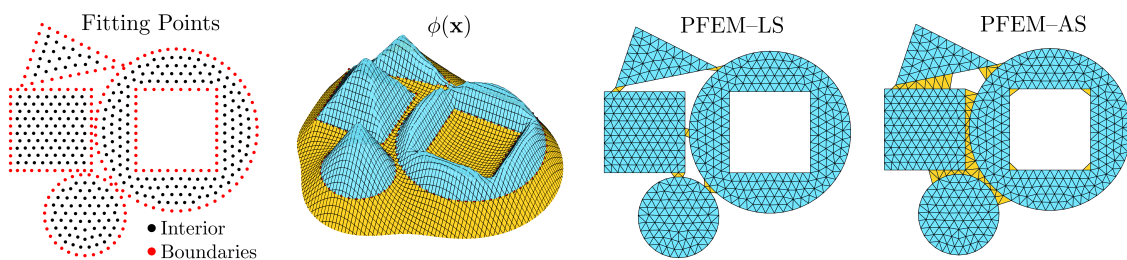 Fitting Points
ϕ(x)
PFEM–LS
PFEM–AS
Interior
Boundaries